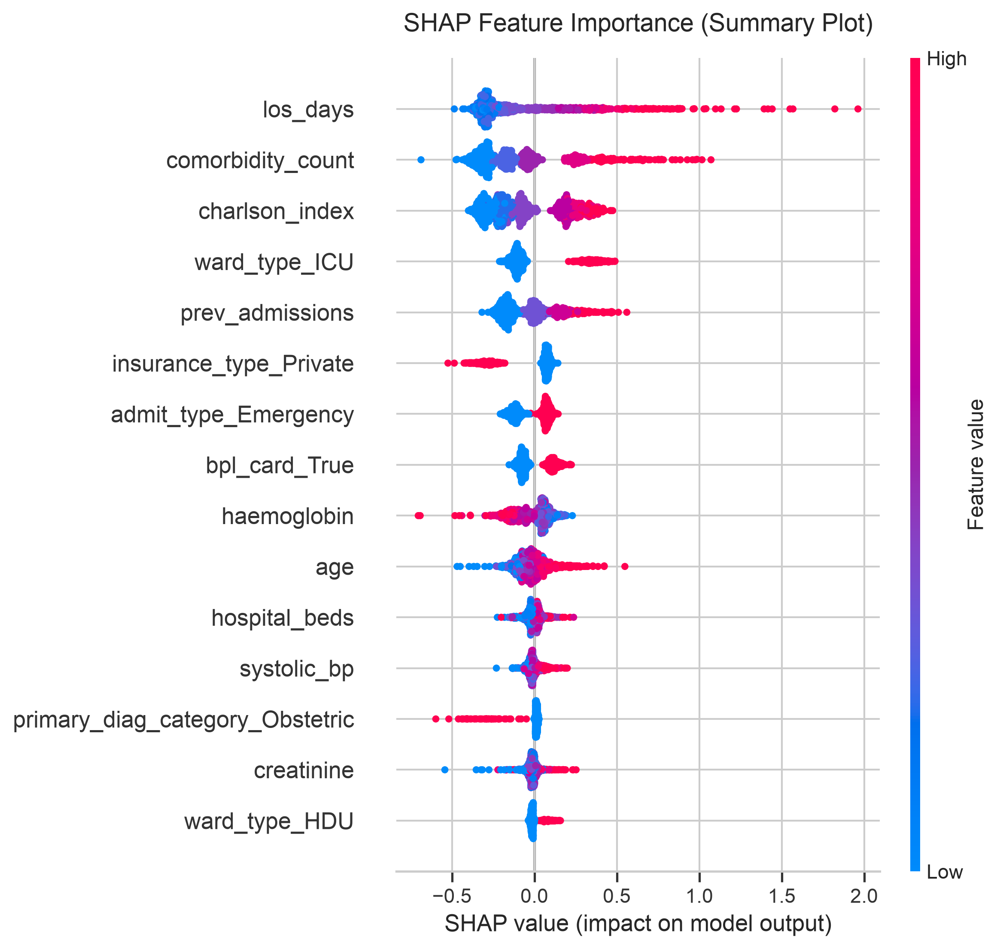 SHAP Feature Importance (Summary Plot)
High
los_days
comorbidity_count
charlson_index
ward_type_ICU
prev_admissions
insurance_type_Private
admit_type_Emergency
bpl_card_True
haemoglobin
age
hospital_beds
systolic_bp
primary_diag_category_Obstetric
creatinine
ward_type_HDU
Feature value
Low
−0.5 0.0 0.5 1.0 1.5 2.0
SHAP value (impact on model output)